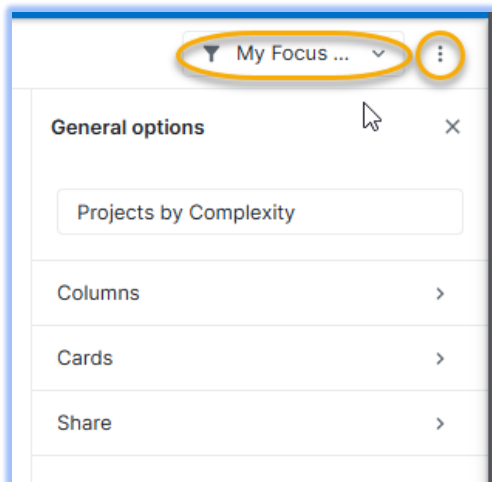 My Focus ...
General options
Projects by Complexity
Columns
Cards
Share